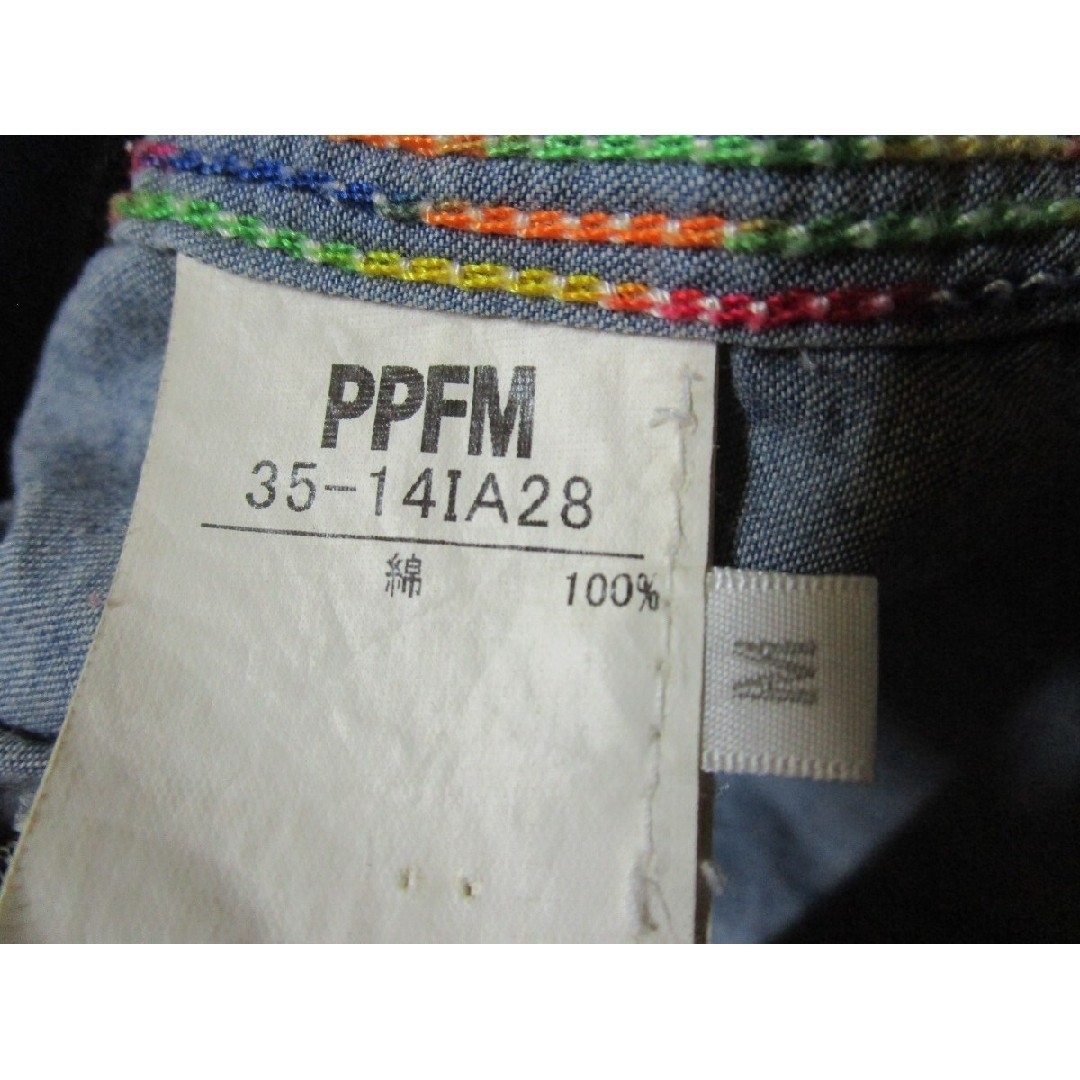 PPFM
35-14IA28
綿 100%
M